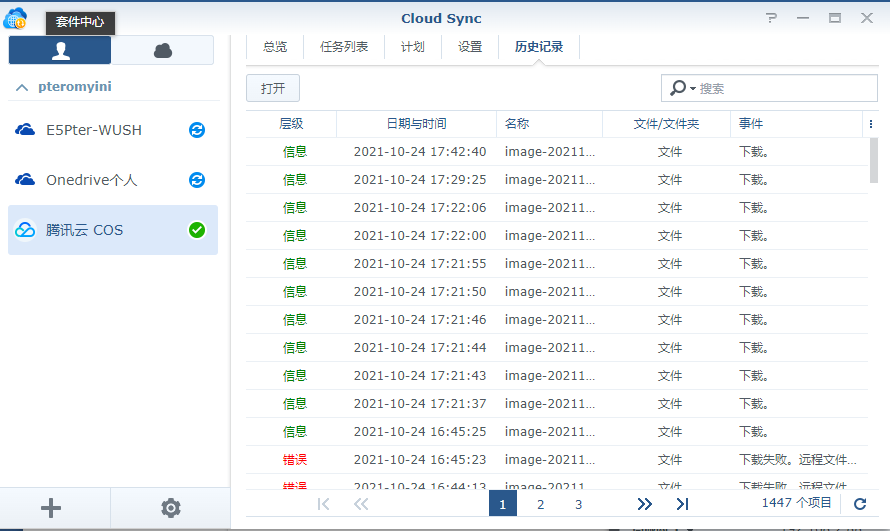 Cloud Sync
套件中心
总览 任务列表 计划 设置 历史记录
pteromyini
E5Pter-WUSH
Onedrive个人
腾讯云 COS
打开
搜索
层级 日期与时间 名称 文件/文件夹 事件
信息 2021-10-24 17:42:40 image-20211... 文件 下载。
信息 2021-10-24 17:29:25 image-20211... 文件 下载。
信息 2021-10-24 17:22:06 image-20211... 文件 下载。
信息 2021-10-24 17:22:00 image-20211... 文件 下载。
信息 2021-10-24 17:21:55 image-20211... 文件 下载。
信息 2021-10-24 17:21:50 image-20211... 文件 下载。
信息 2021-10-24 17:21:46 image-20211... 文件 下载。
信息 2021-10-24 17:21:44 image-20211... 文件 下载。
信息 2021-10-24 17:21:43 image-20211... 文件 下载。
信息 2021-10-24 17:21:37 image-20211... 文件 下载。
信息 2021-10-24 16:45:25 image-20211... 文件 下载。
错误 2021-10-24 16:45:23 image-20211... 文件 下载失败。远程文件...
错误 2021-10-24 16:44:13 image-20211... 文件 下载失败。远程文件...
1 2 3
1447 个项目